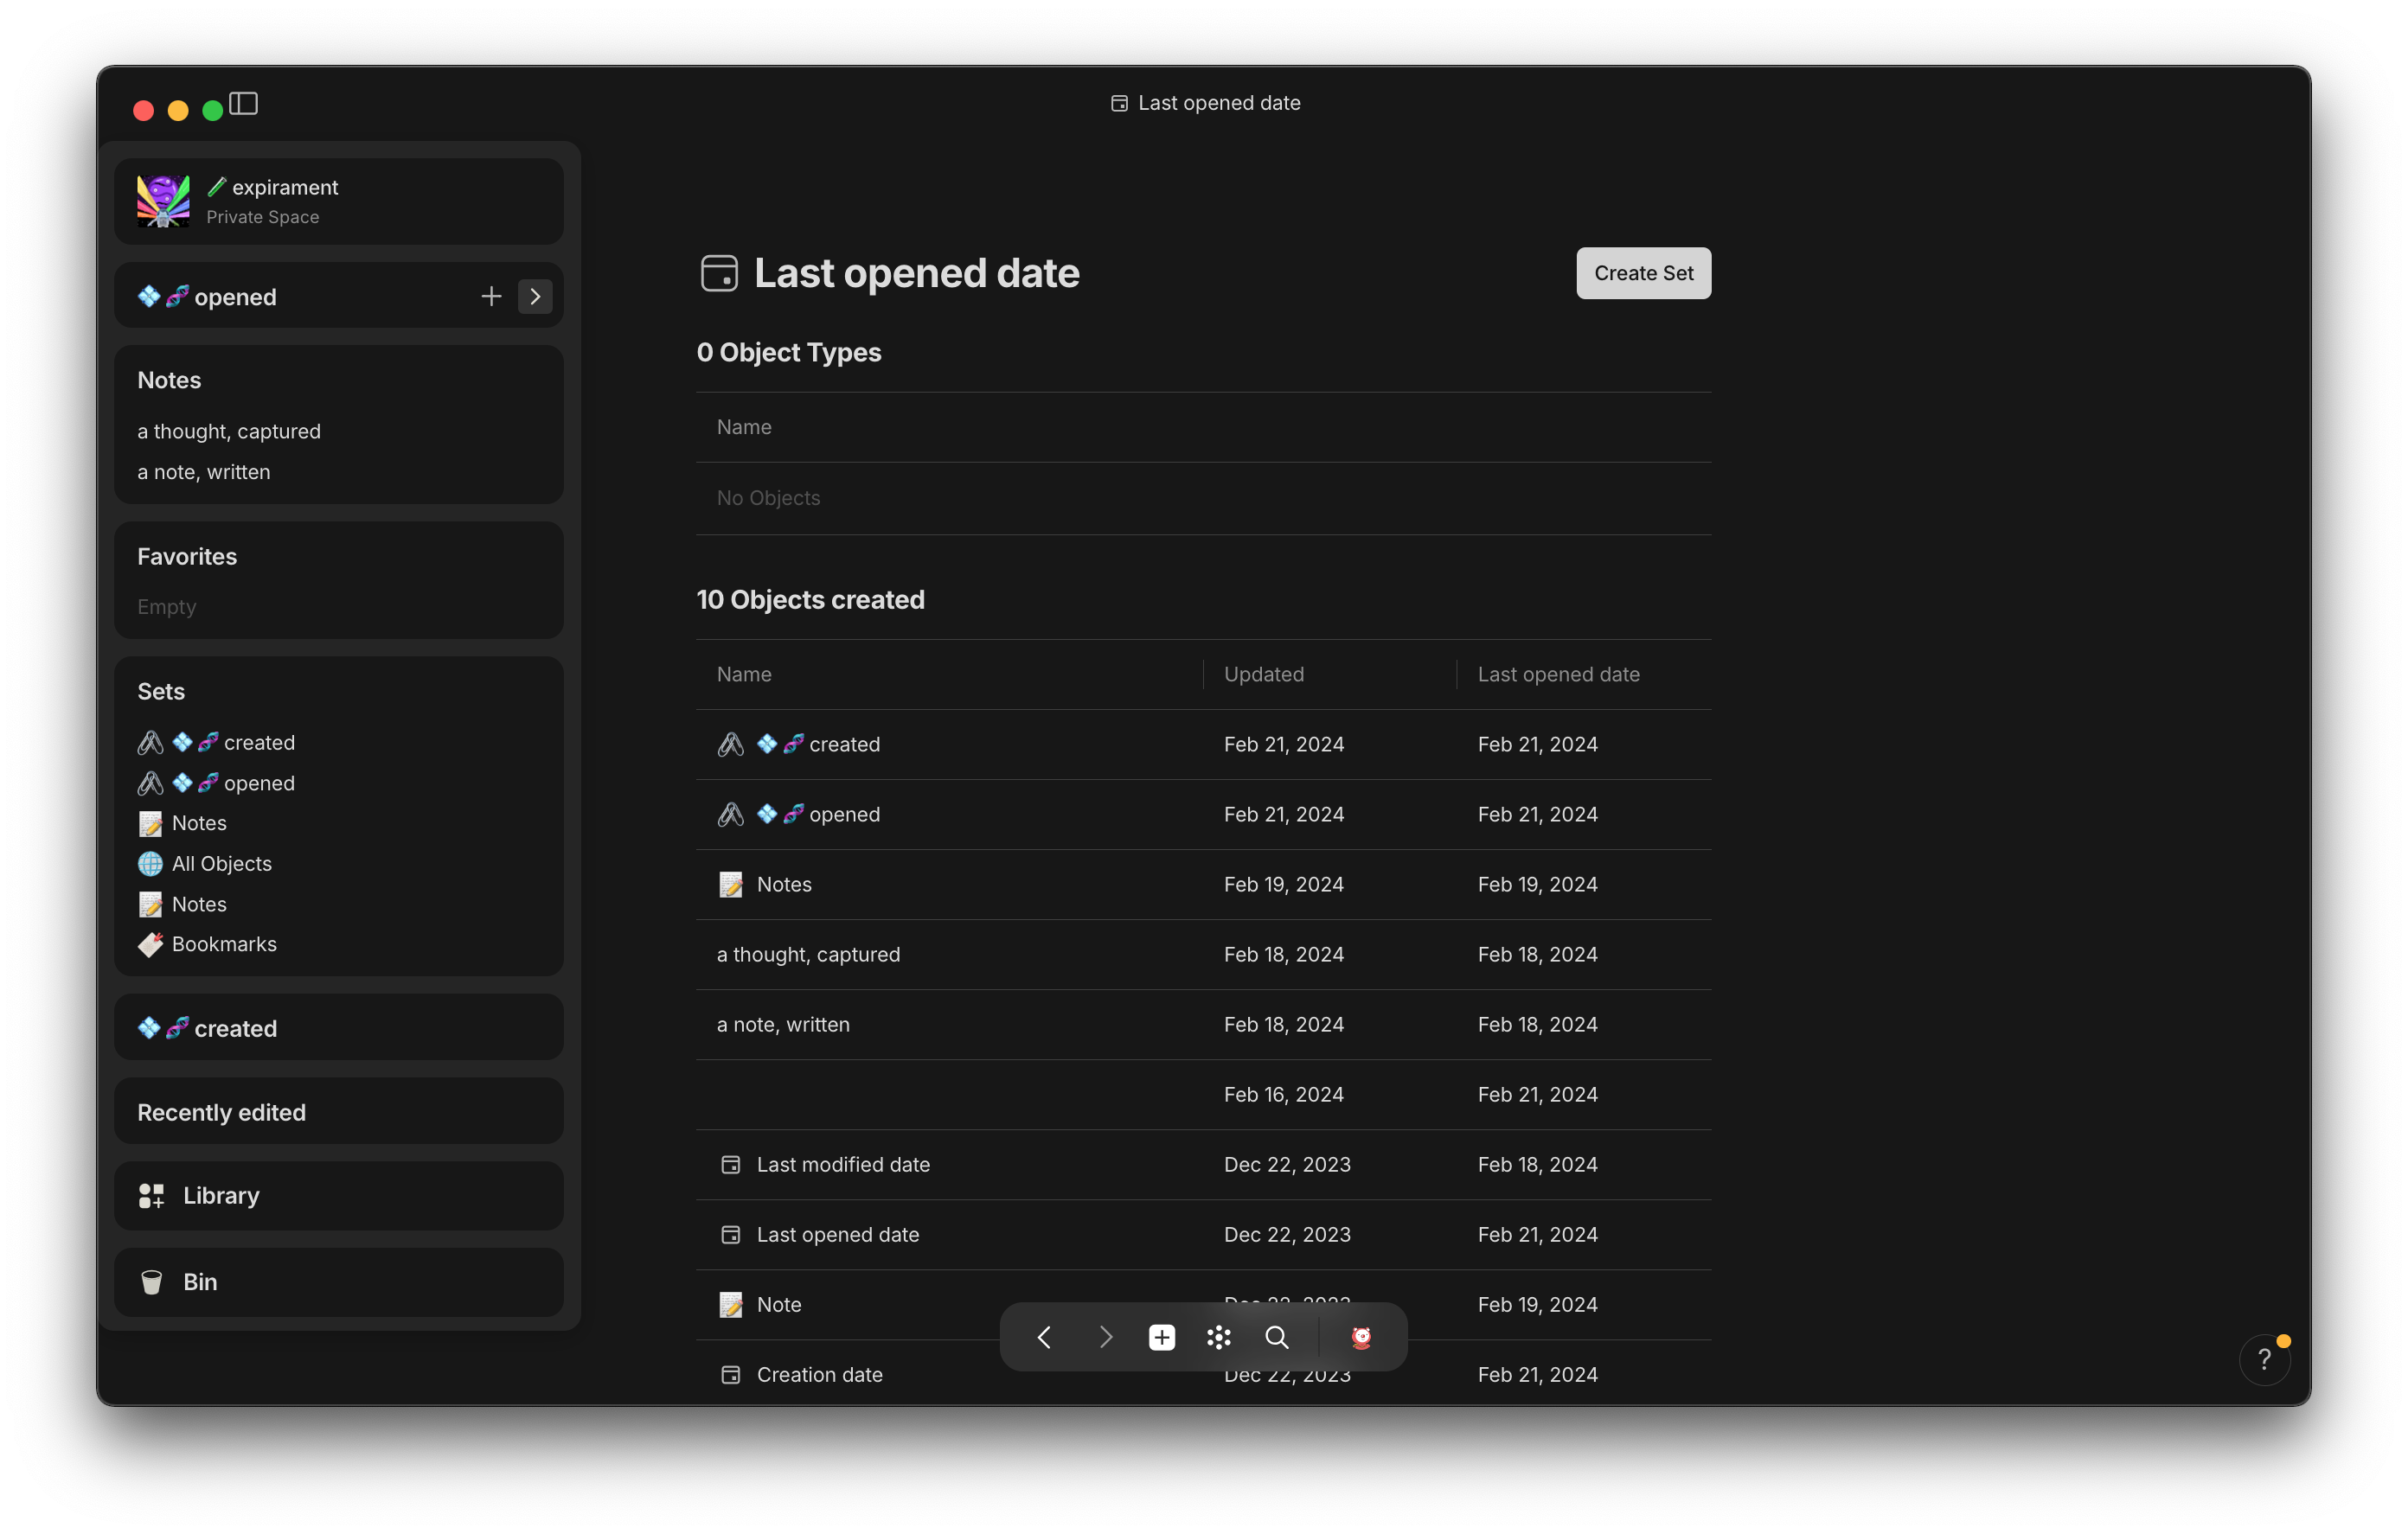 Last opened date
expirament
Private Space
opened
Notes
a thought, captured
a note, written
Favorites
Empty
Sets
created
opened
Notes
All Objects
Notes
Bookmarks
created
Recently edited
Library
Bin
Last opened date
Create Set
0 Object Types
Name
No Objects
10 Objects created
Name Updated Last opened date
created Feb 21, 2024 Feb 21, 2024
opened Feb 21, 2024 Feb 21, 2024
Notes Feb 19, 2024 Feb 19, 2024
a thought, captured Feb 18, 2024 Feb 18, 2024
a note, written Feb 18, 2024 Feb 18, 2024
Feb 16, 2024 Feb 21, 2024
Last modified date Dec 22, 2023 Feb 18, 2024
Last opened date Dec 22, 2023 Feb 21, 2024
Note Dec 22, 2023 Feb 19, 2024
Creation date Dec 22, 2023 Feb 21, 2024
?